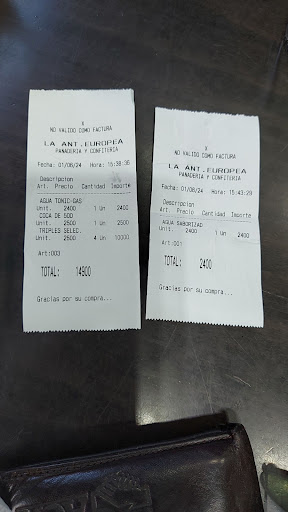 X
NO VALIDO COMO FACTURA
LA ANT. EUROPEA
PANADERIA Y CONFITERIA
Fecha: 01/06/24 Hora: 15:38:36
Descripcion
Art. Precio Cantidad Importe
AGUA TONIC-GAS
Unit. 2400 1 Un 2400
COCA DE 500
Unit. 2500 1 Un 2500
TRIPLES SELEC.
Unit. 2500 4 Un 10000
Art:003
TOTAL: 14900
Gracias por su compra...
X
NO VALIDO COMO FACTURA
LA ANT. EUROPEA
PANADERIA Y CONFITERIA
Fecha: 01/06/24 Hora: 15:43:29
Descripcion
Art. Precio Cantidad Importe
AGUA SABORIZAD
Unit. 2400 1 Un 2400
Art:001
TOTAL: 2400
Gracias por su compra...